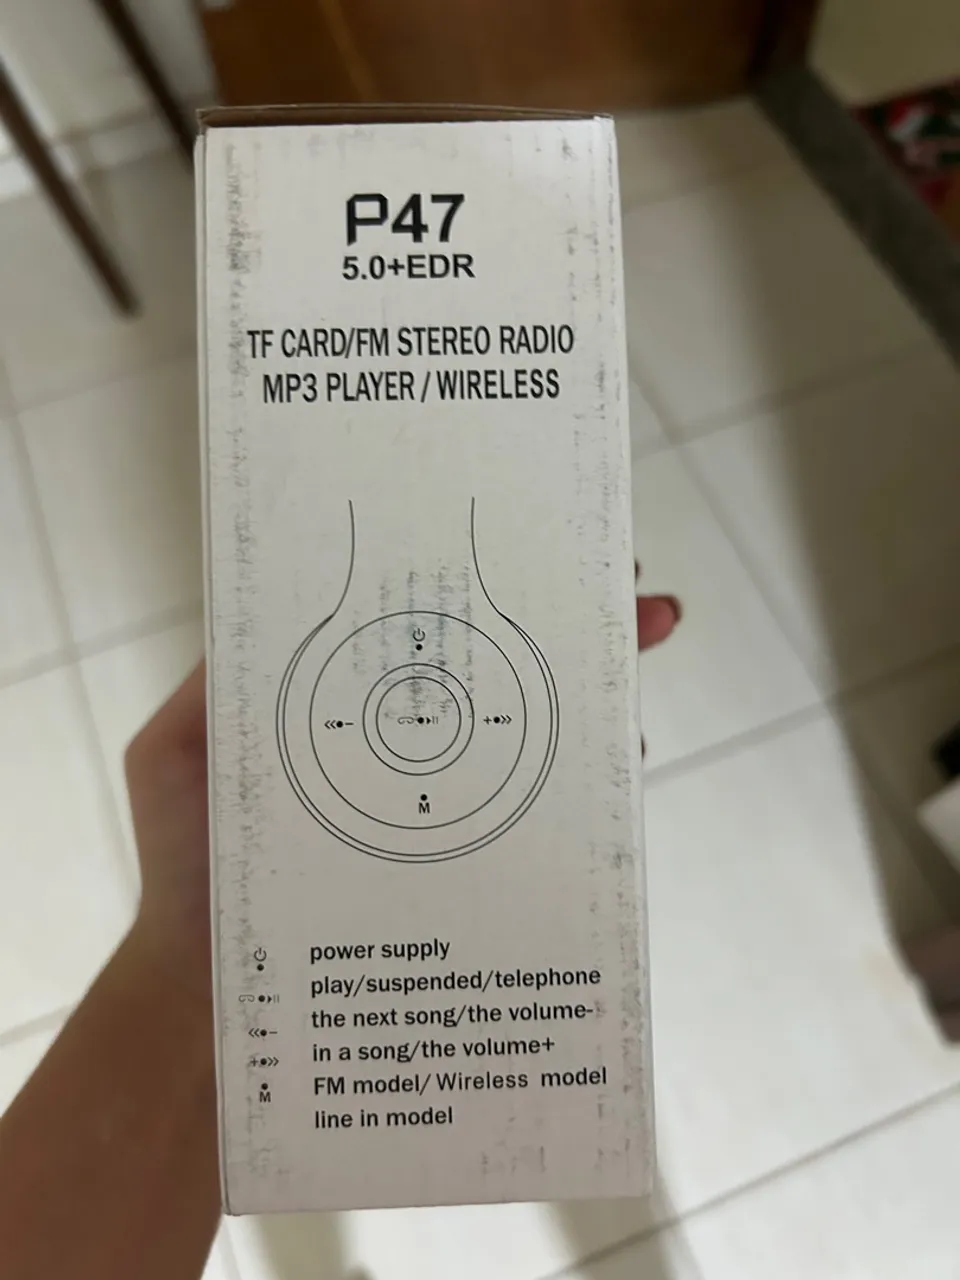 P47
5.0+EDR
TF CARD/FM STEREO RADIO
MP3 PLAYER / WIRELESS
M
power supply
play/suspended/telephone
the next song/the volume-
in a song/the volume+
M
FM model/ Wireless model
line in model